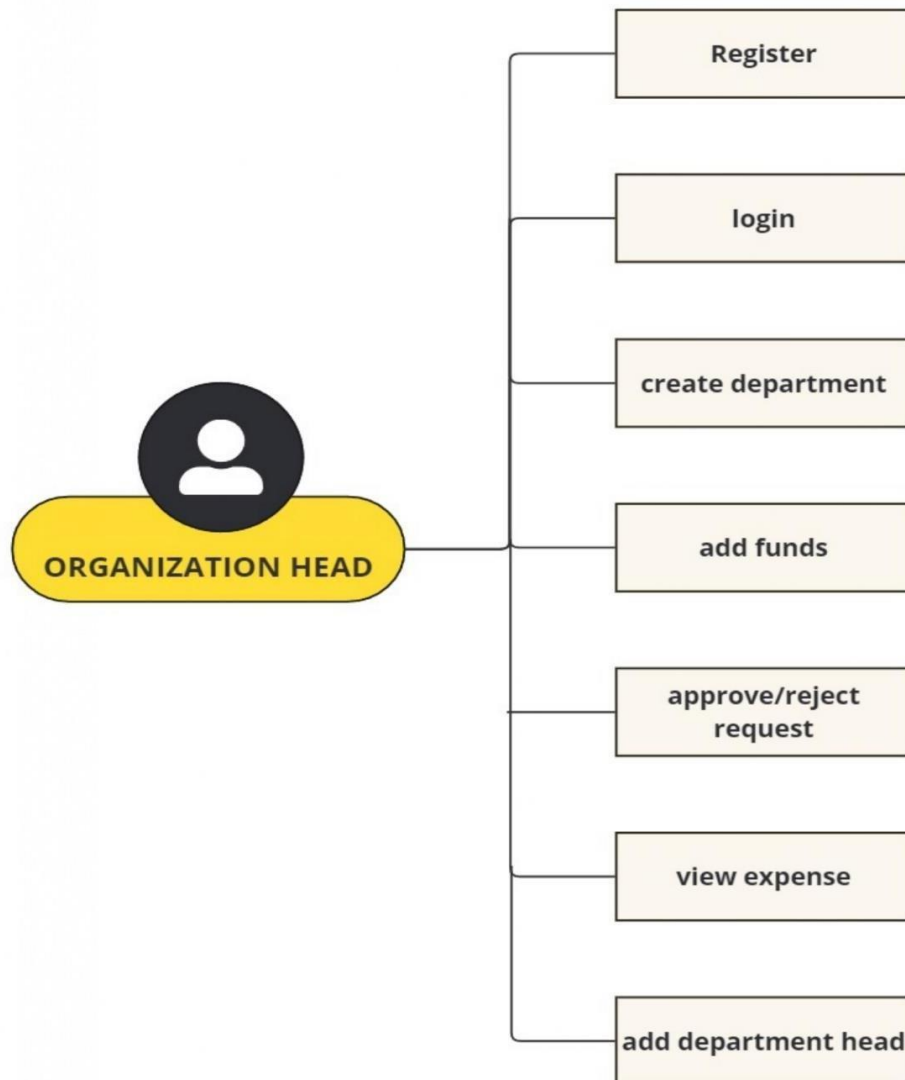 Register
login
create department
ORGANIZATION HEAD
add funds
approve/reject
request
view expense
add department head